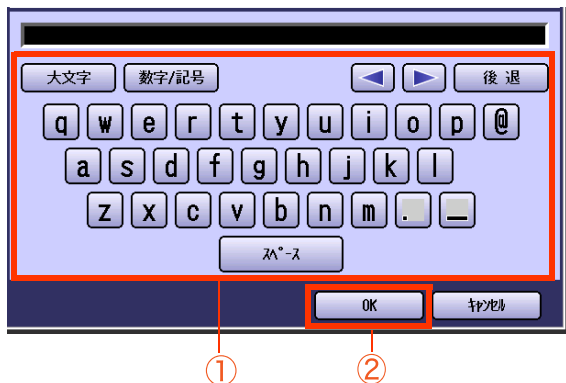 大文字 数字/記号 後 退
q w e r t y u i o p @
a s d f g h j k l
z x c v b n m . _
ｽﾍﾟｰｽ
OK ｷｬﾝｾﾙ
① ②